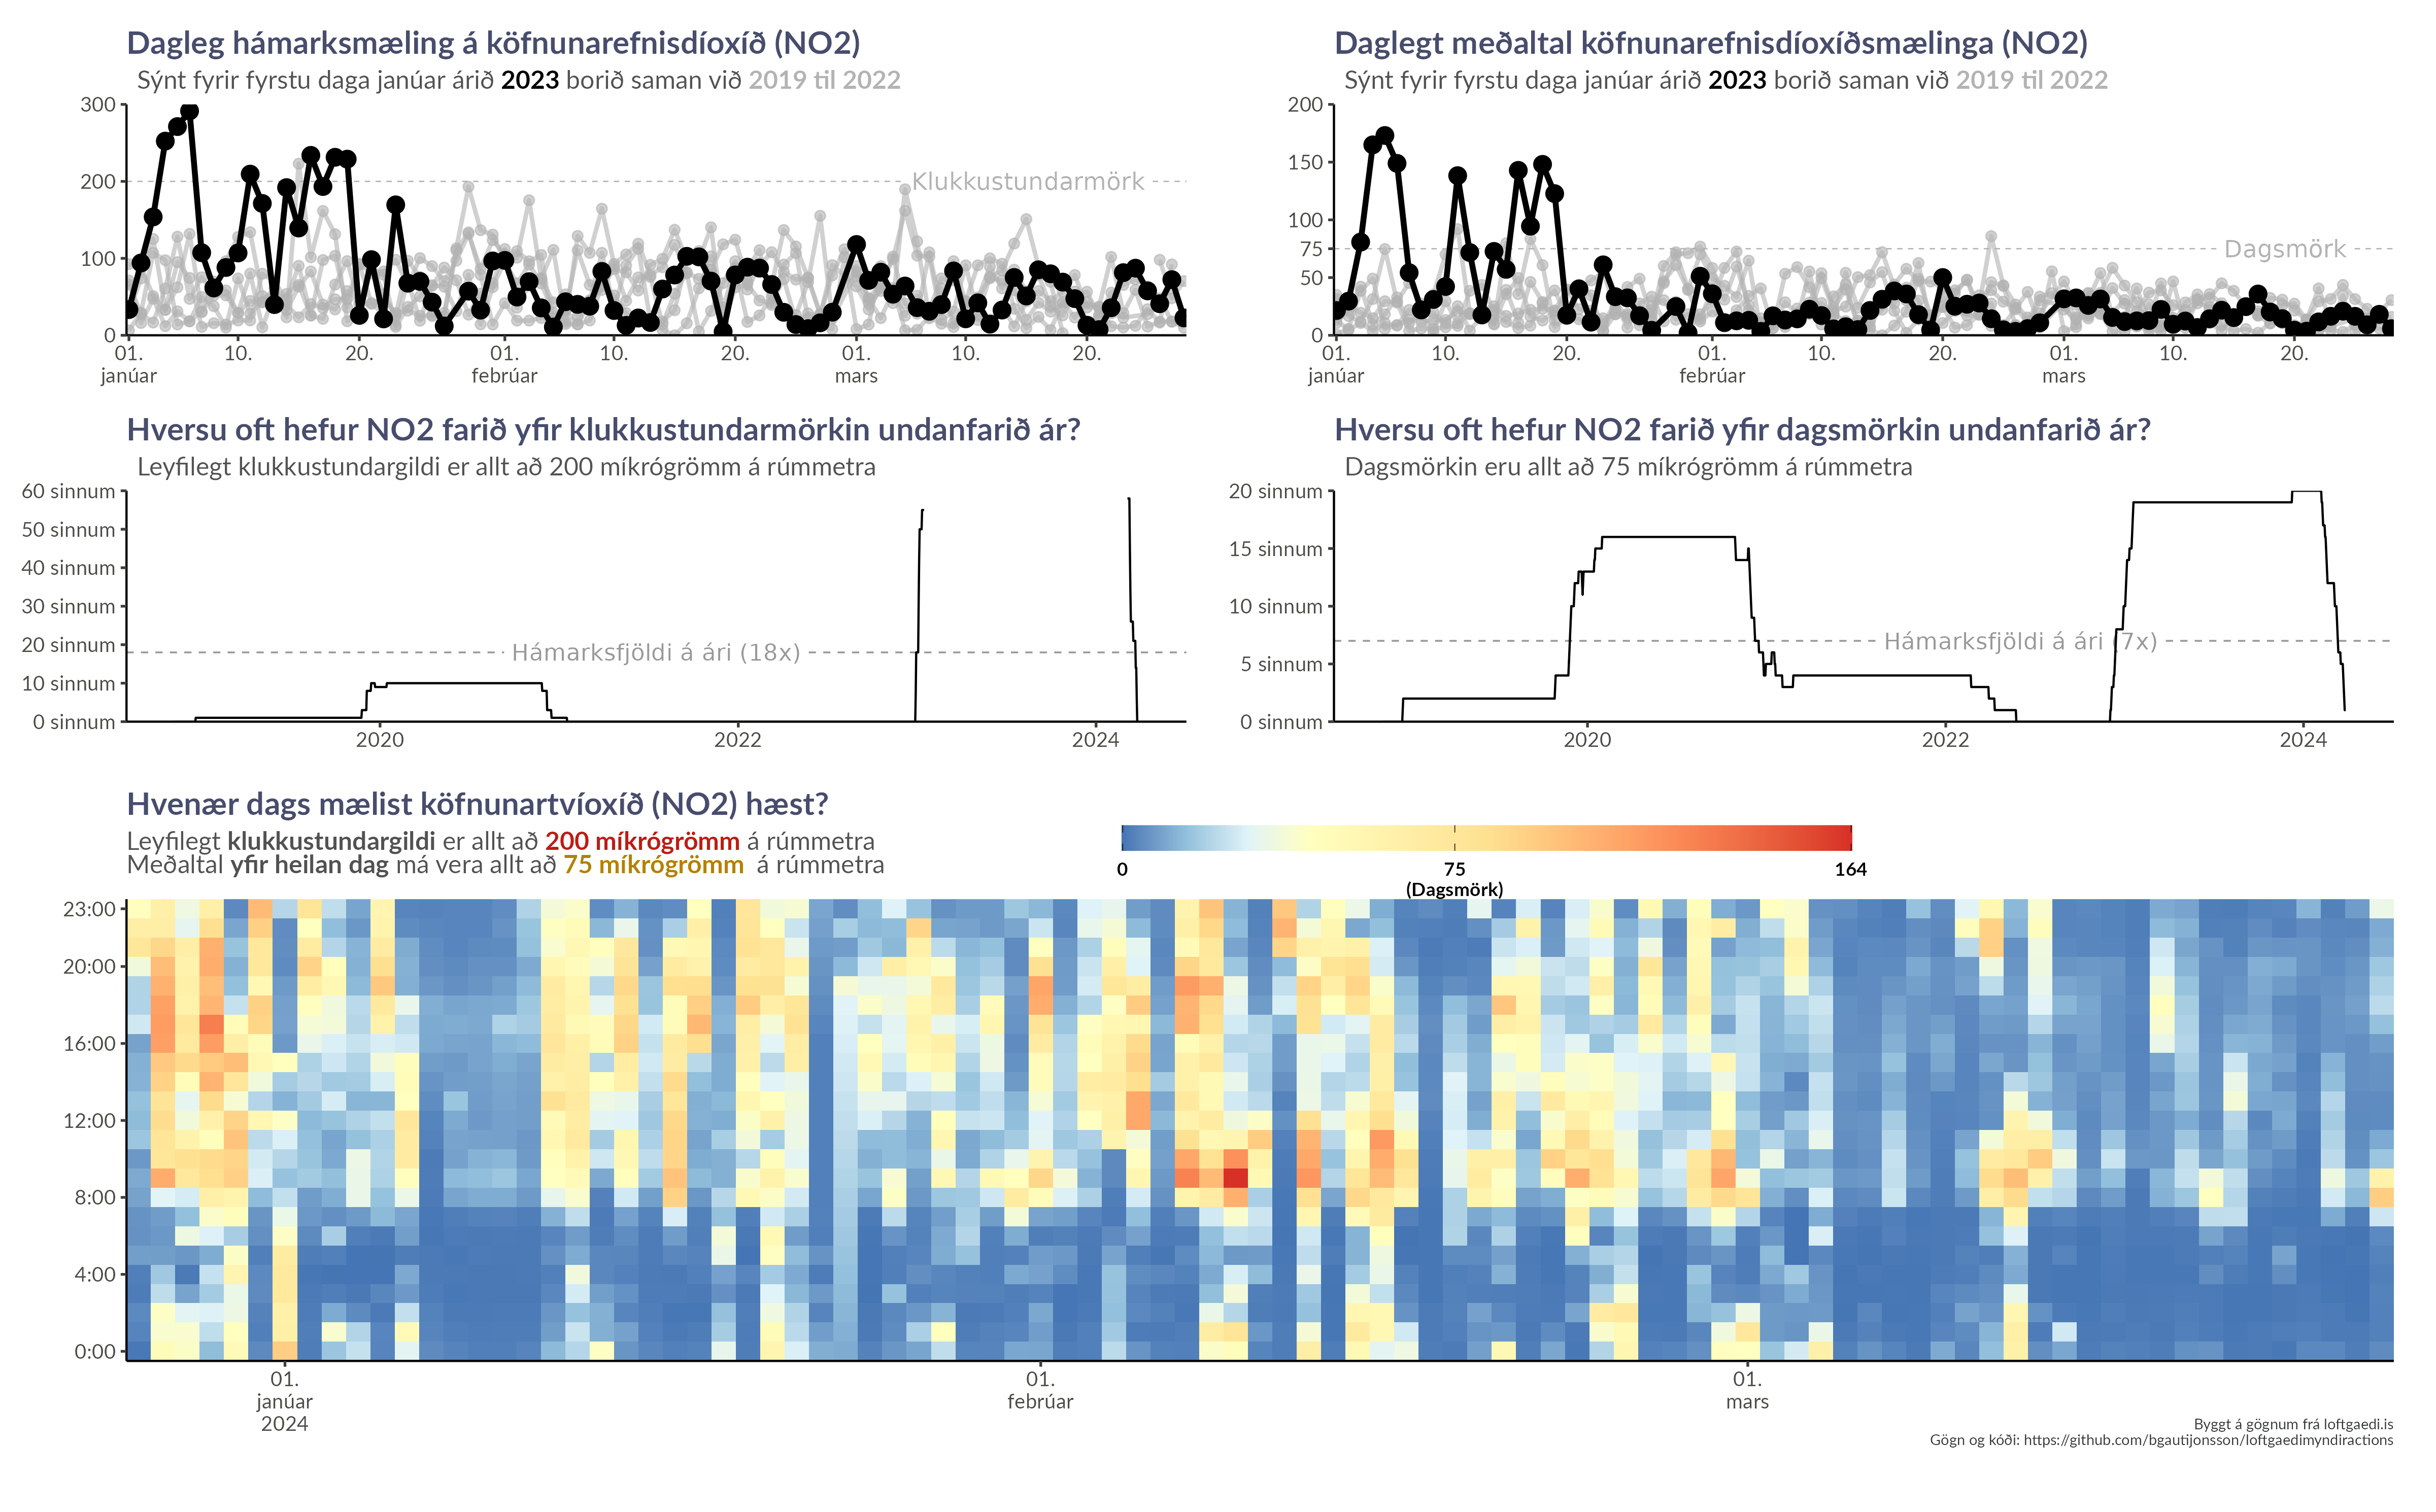 Dagleg hámarksmæling á köfnunarefnisdíoxíð (NO2)
Sýnt fyrir fyrstu daga janúar árið 2023 borið saman við 2019 til 2022
300
200
100
0
Klukkustundarmörk
01. 10. 20. 01. 10. 20. 01. 10. 20.
janúar febrúar mars
Daglegt meðaltal köfnunarefnisdíoxíðsmælinga (NO2)
Sýnt fyrir fyrstu daga janúar árið 2023 borið saman við 2019 til 2022
200
150
100
75
50
0
Dagsmörk
01. 10. 20. 01. 10. 20. 01. 10. 20.
janúar febrúar mars
Hversu oft hefur NO2 farið yfir klukkustundarmörkin undanfarið ár?
Leyfilegt klukkustundargildi er allt að 200 míkrógrömm á rúmmetra
60 sinnum
50 sinnum
40 sinnum
30 sinnum
20 sinnum
10 sinnum
0 sinnum
Hámarksfjöldi á ári (18x)
2020 2022 2024
Hversu oft hefur NO2 farið yfir dagsmörkin undanfarið ár?
Dagsmörkin eru allt að 75 míkrógrömm á rúmmetra
20 sinnum
15 sinnum
10 sinnum
5 sinnum
0 sinnum
Hámarksfjöldi á ári (7x)
2020 2022 2024
Hvenær dags mælist köfnunartvíoxíð (NO2) hæst?
Leyfilegt klukkustundargildi er allt að 200 míkrógrömm á rúmmetra
Meðaltal yfir heilan dag má vera allt að 75 míkrógrömm á rúmmetra
0 75 164
(Dagsmörk)
23:00
20:00
16:00
12:00
8:00
4:00
0:00
01. 01. 01.
janúar febrúar mars
2024
Byggt á gögnum frá loftgaedi.is
Gögn og kóði: https://github.com/bgautijonsson/loftgaedimyndiractions